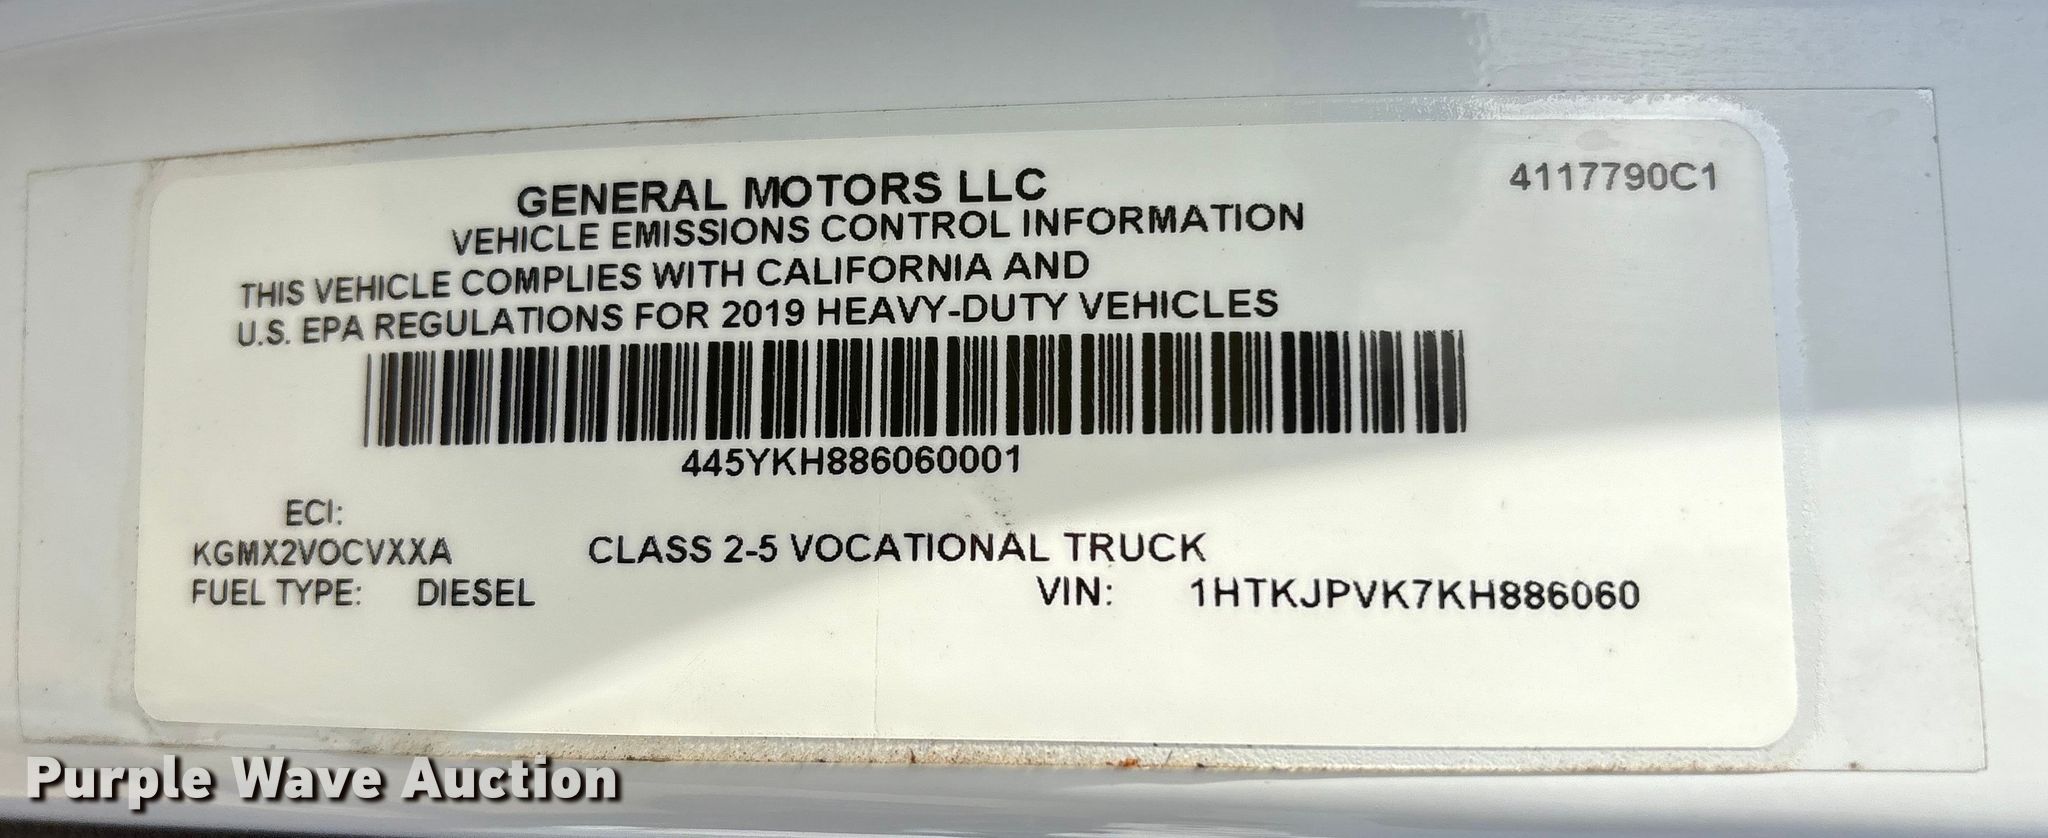 4117790C1
GENERAL MOTORS LLC
VEHICLE EMISSIONS CONTROL INFORMATION
THIS VEHICLE COMPLIES WITH CALIFORNIA AND
U.S. EPA REGULATIONS FOR 2019 HEAVY-DUTY VEHICLES
445YKH886060001
ECI:
KGMX2VOCVXXA CLASS 2-5 VOCATIONAL TRUCK
FUEL TYPE: DIESEL VIN: 1HTKJPVK7KH886060
Purple Wave Auction